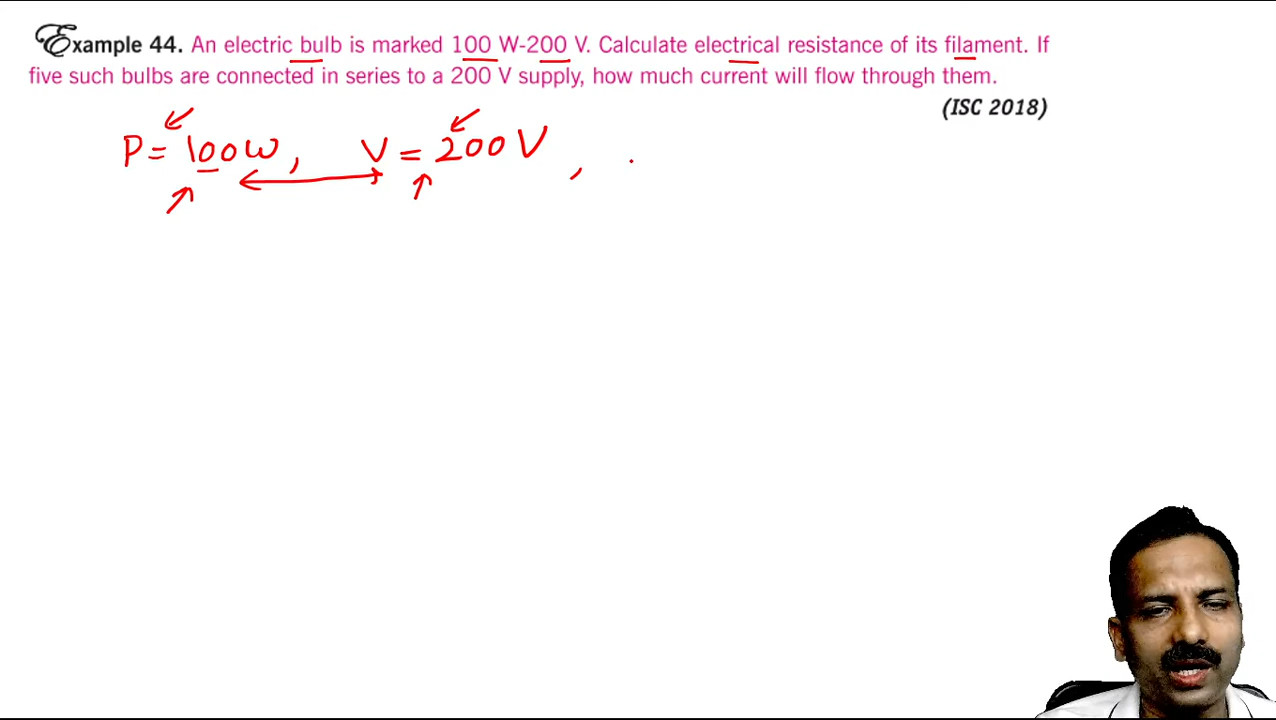 Example 44. An electric bulb is marked 100 W-200 V. Calculate electrical resistance of its filament. If
five such bulbs are connected in series to a 200 V supply, how much current will flow through them.
(ISC 2018)
P = 100W, V = 200 V ,